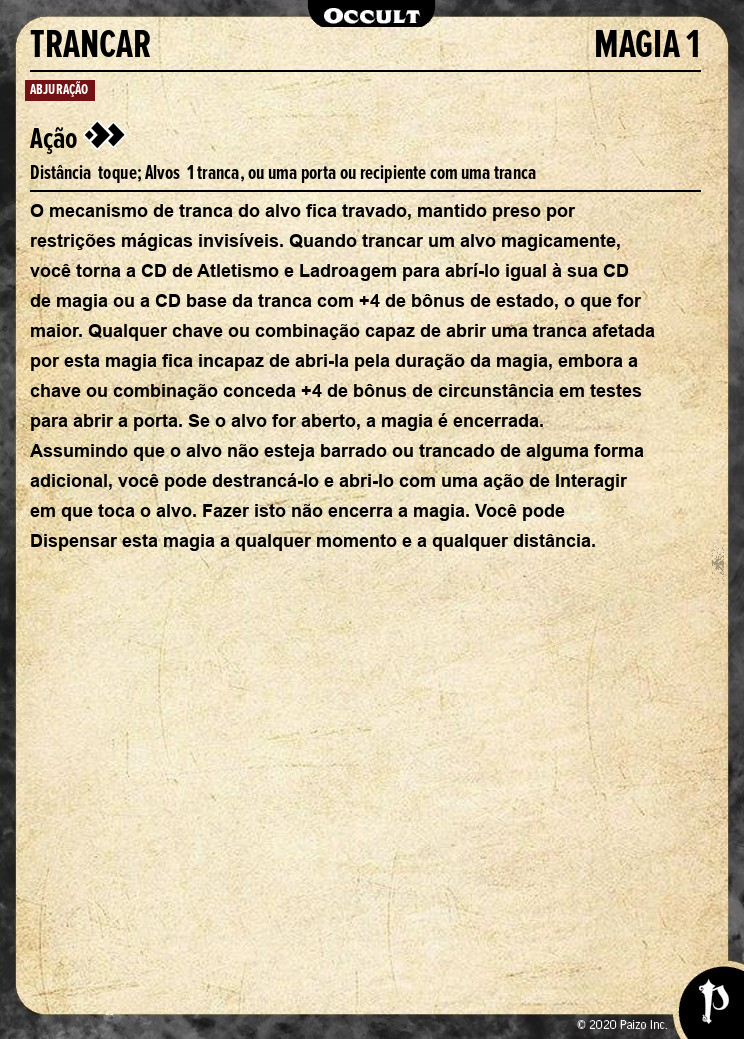 OCCULT
TRANCAR MAGIA 1
ABJURAÇÃO
Ação
Distância toque; Alvos 1 tranca, ou uma porta ou recipiente com uma tranca
O mecanismo de tranca do alvo fica travado, mantido preso por
restrições mágicas invisíveis. Quando trancar um alvo magicamente,
você torna a CD de Atletismo e Ladroagem para abrí-lo igual à sua CD
de magia ou a CD base da tranca com +4 de bônus de estado, o que for
maior. Qualquer chave ou combinação capaz de abrir uma tranca afetada
por esta magia fica incapaz de abri-la pela duração da magia, embora a
chave ou combinação conceda +4 de bônus de circunstância em testes
para abrir a porta. Se o alvo for aberto, a magia é encerrada.
Assumindo que o alvo não esteja barrado ou trancado de alguma forma
adicional, você pode destrancá-lo e abri-lo com uma ação de Interagir
em que toca o alvo. Fazer isto não encerra a magia. Você pode
Dispensar esta magia a qualquer momento e a qualquer distância.
© 2020 Paizo Inc.
P